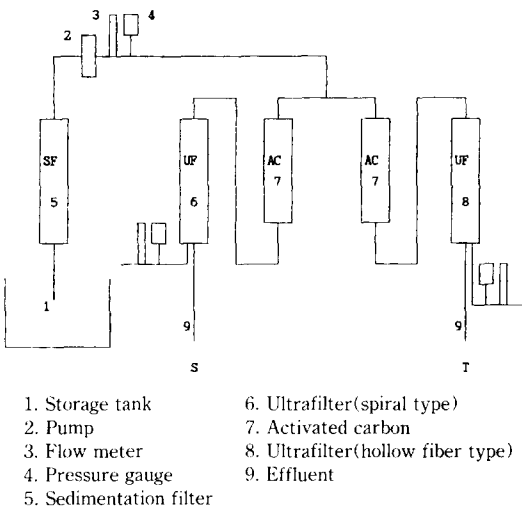 3 4
2
SF UF AC AC UF
5 6 7 7 8
1
9 9
S T
1. Storage tank
2. Pump
3. Flow meter
4. Pressure gauge
5. Sedimentation filter
6. Ultrafilter(spiral type)
7. Activated carbon
8. Ultrafilter(hollow fiber type)
9. Effluent